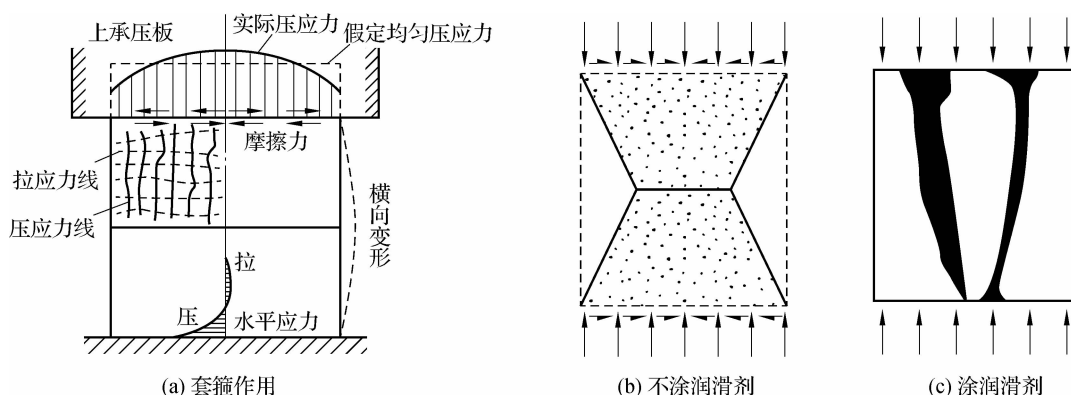 上承压板
实际压应力
假定均匀压应力
摩擦力
拉应力线
压应力线
横向变形
拉
压
水平应力
(a) 套箍作用
(b) 不涂润滑剂
(c) 涂润滑剂